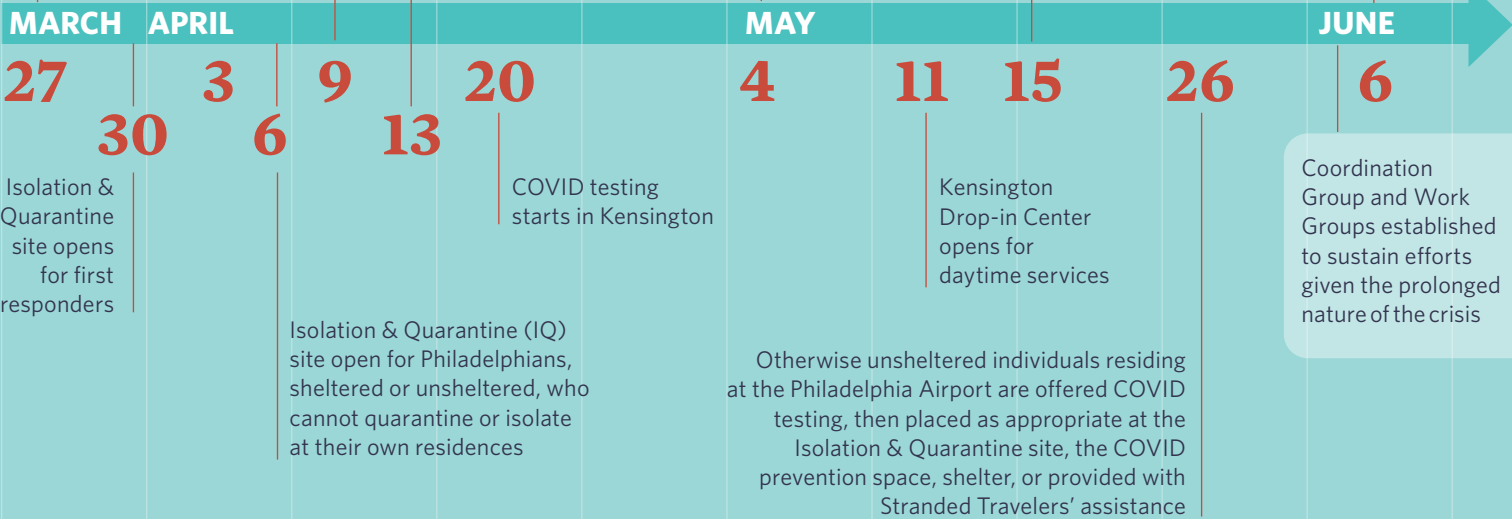 MARCH APRIL MAY JUNE
27 3 9 20 4 11 15 26 6
30 6 13
Isolation &
Quarantine
site opens
for first
responders
COVID testing
starts in Kensington
Kensington
Drop-in Center
opens for
daytime services
Coordination
Group and Work
Groups established
to sustain efforts
given the prolonged
nature of the crisis
Isolation & Quarantine (IQ)
site open for Philadelphians,
sheltered or unsheltered, who
cannot quarantine or isolate
at their own residences
Otherwise unsheltered individuals residing
at the Philadelphia Airport are offered COVID
testing, then placed as appropriate at the
Isolation & Quarantine site, the COVID
prevention space, shelter, or provided with
Stranded Travelers’ assistance